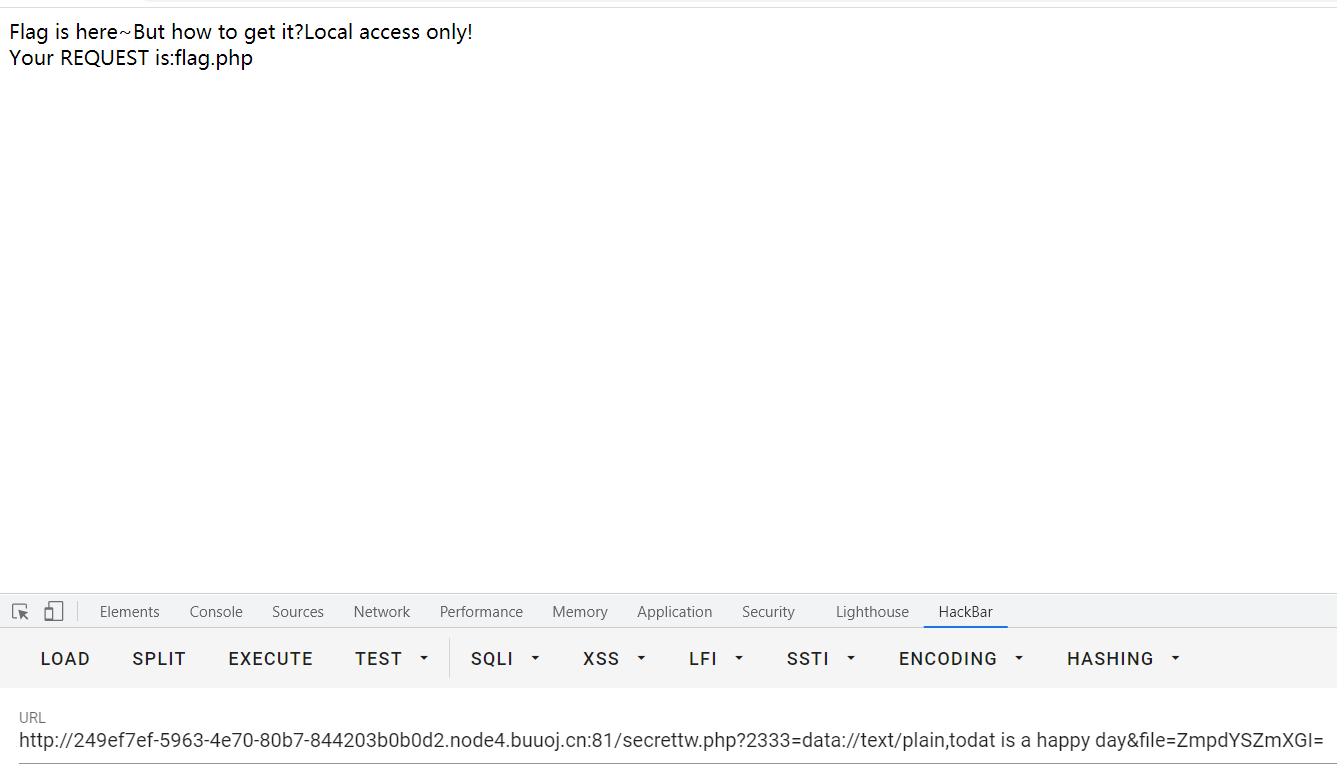 Flag is here~But how to get it?Local access only!
Your REQUEST is:flag.php
Elements Console Sources Network Performance Memory Application Security Lighthouse HackBar
LOAD SPLIT EXECUTE TEST SQLI XSS LFI SSTI ENCODING HASHING
URL
http://249ef7ef-5963-4e70-80b7-844203b0b0d2.node4.buuoj.cn:81/secrettw.php?2333=data://text/plain,todat is a happy day&file=ZmpdYSZmXGI=